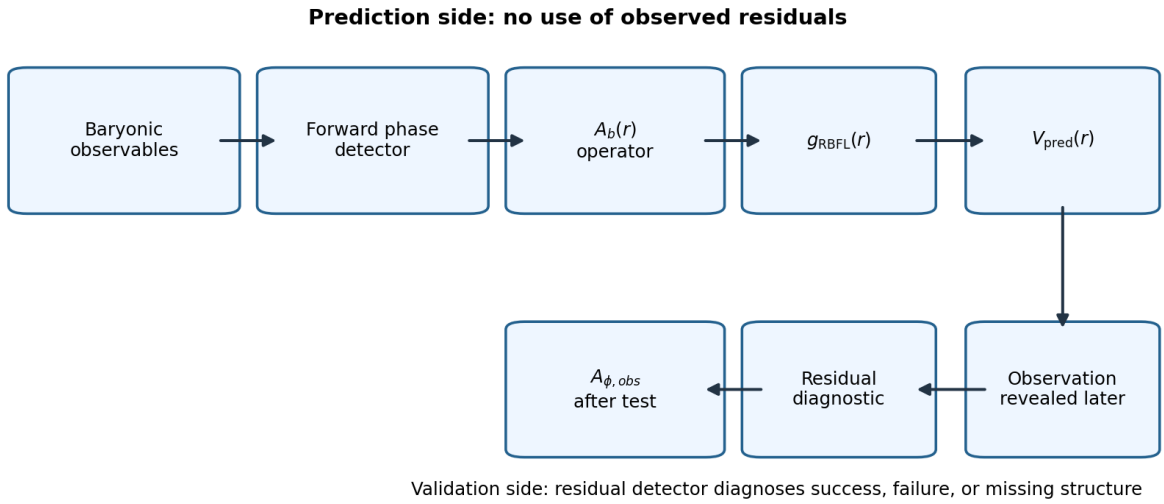 Prediction side: no use of observed residuals
Baryonic
observables
Forward phase
detector
A_b(r)
operator
g_RBFL(r)
V_pred(r)
A_{ϕ,obs}
after test
Residual
diagnostic
Observation
revealed later
Validation side: residual detector diagnoses success, failure, or missing structure